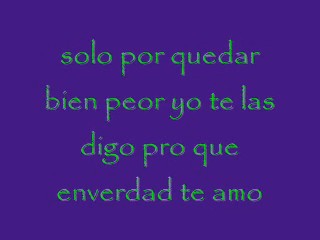 solo por quedar
bien peor yo te las
digo pro que
enverdad te amo